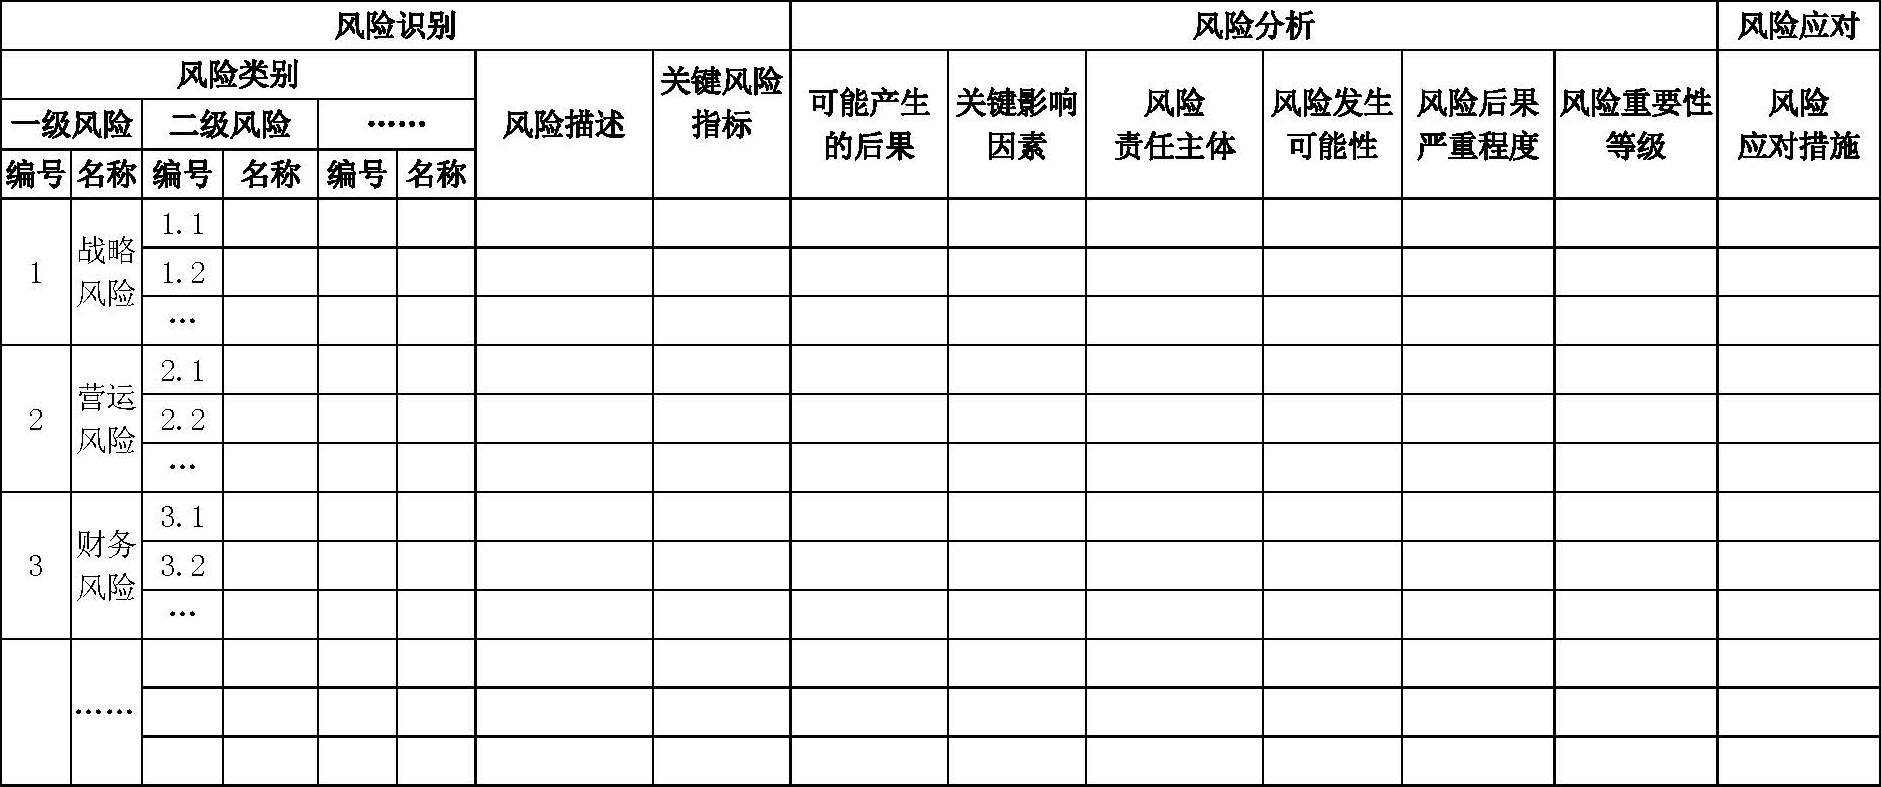 风险识别
风险分析
风险应对
风险类别
风险描述
关键风险
指标
可能产生
的后果
关键影响
因素
风险
责任主体
风险发生
可能性
风险后果
严重程度
风险重要性
等级
风险
应对措施
一级风险
二级风险
……
编号
名称
编号
名称
编号
名称
1
战略
风险
1.1
1.2
…
2
营运
风险
2.1
2.2
…
3
财务
风险
3.1
3.2
…
……